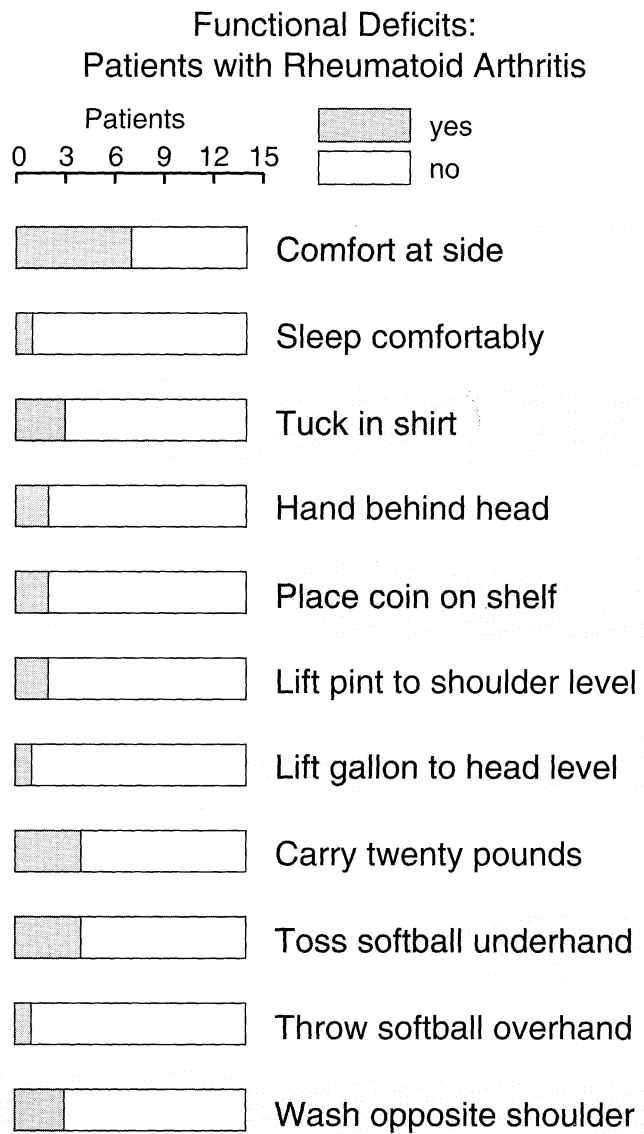 Functional Deficits:
Patients with Rheumatoid Arthritis
Patients
0 3 6 9 12 15
yes
no
Comfort at side
Sleep comfortably
Tuck in shirt
Hand behind head
Place coin on shelf
Lift pint to shoulder level
Lift gallon to head level
Carry twenty pounds
Toss softball underhand
Throw softball overhand
Wash opposite shoulder